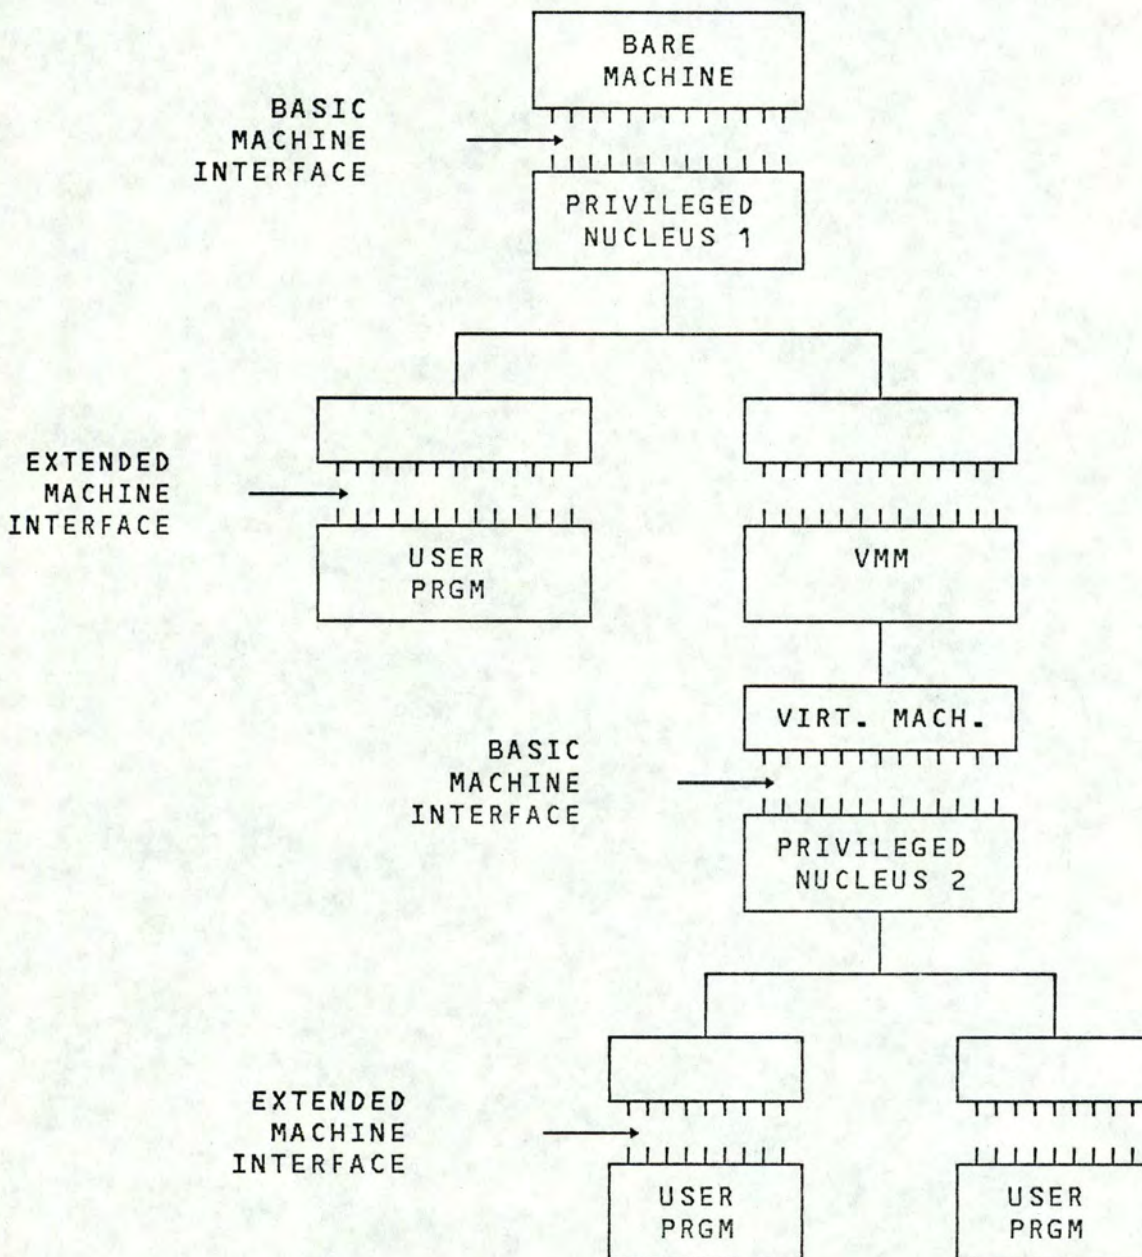 BARE
MACHINE
BASIC
MACHINE
INTERFACE
PRIVILEGED
NUCLEUS 1
EXTENDED
MACHINE
INTERFACE
USER
PRGM
VMM
VIRT. MACH.
BASIC
MACHINE
INTERFACE
PRIVILEGED
NUCLEUS 2
EXTENDED
MACHINE
INTERFACE
USER
PRGM
USER
PRGM